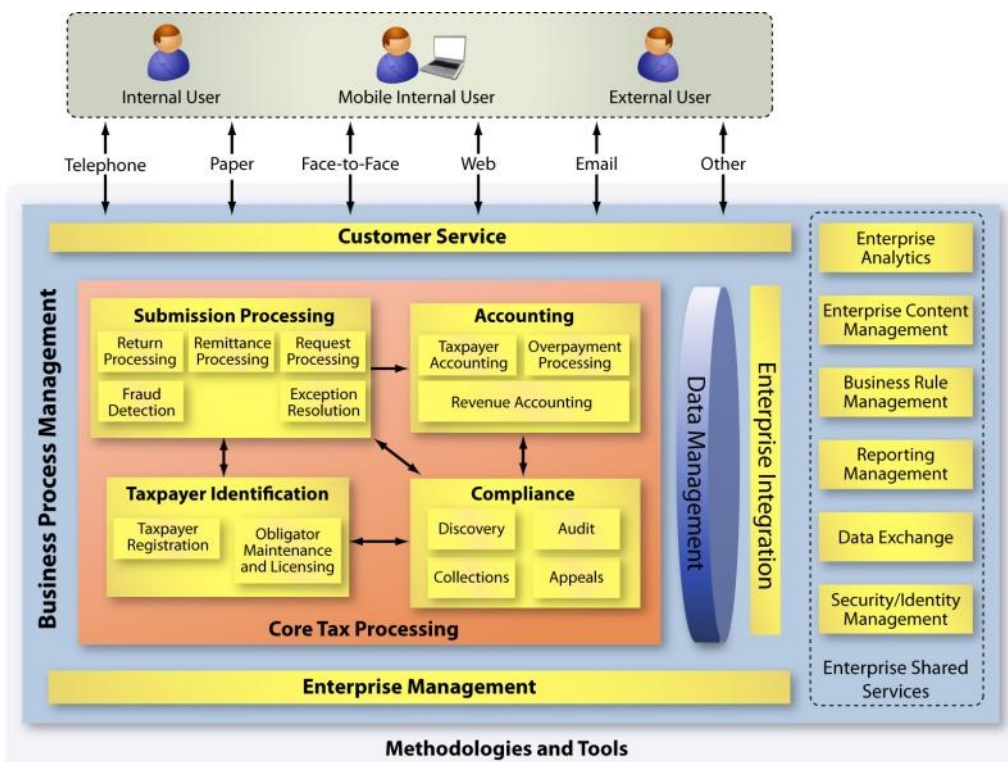 Internal User
Mobile Internal User
External User
Telephone
Paper
Face-to-Face
Web
Email
Other
Customer Service
Business Process Management
Submission Processing
Return
Processing
Remittance
Processing
Request
Processing
Fraud
Detection
Exception
Resolution
Accounting
Taxpayer
Accounting
Overpayment
Processing
Revenue Accounting
Taxpayer Identification
Taxpayer
Registration
Obligator
Maintenance
and Licensing
Compliance
Discovery
Audit
Collections
Appeals
Core Tax Processing
Data Management
Enterprise Integration
Enterprise
Analytics
Enterprise Content
Management
Business Rule
Management
Reporting
Management
Data Exchange
Security/Identity
Management
Enterprise Shared
Services
Enterprise Management
Methodologies and Tools